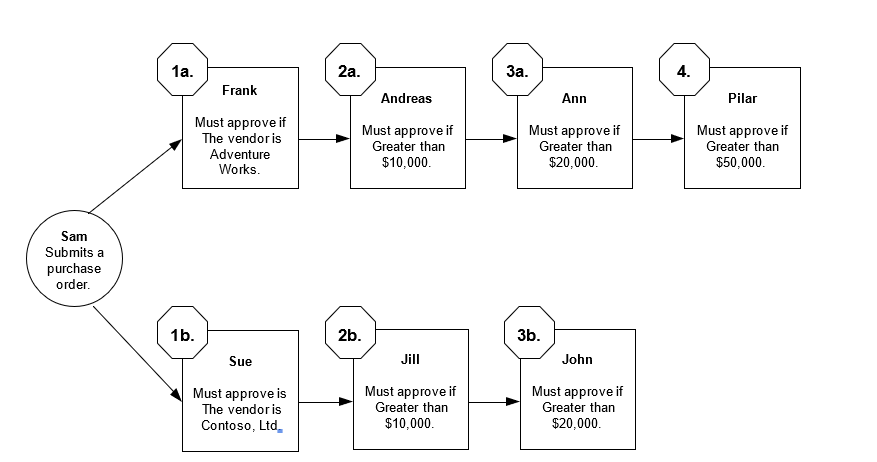 1a.
Frank
Must approve if
The vendor is
Adventure
Works.
2a.
Andreas
Must approve if
Greater than
$10,000.
3a.
Ann
Must approve if
Greater than
$20,000.
4.
Pilar
Must approve if
Greater than
$50,000.
Sam
Submits a
purchase
order.
1b.
Sue
Must approve is
The vendor is
Contoso, Ltd.
2b.
Jill
Must approve if
Greater than
$10,000.
3b.
John
Must approve if
Greater than
$20,000.